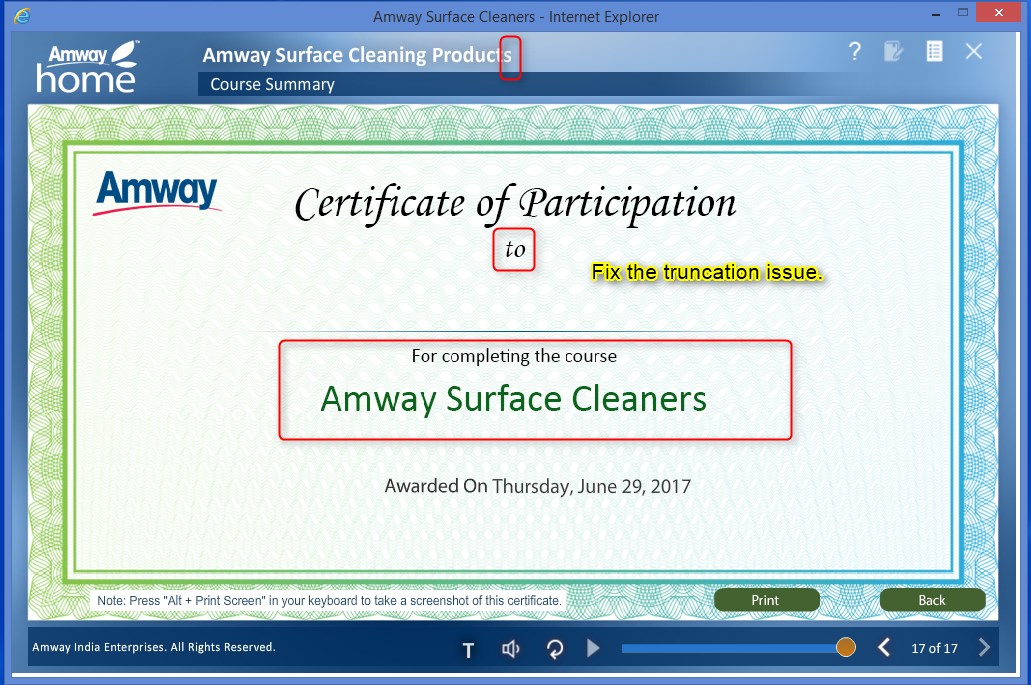 Amway Surface Cleaners - Internet Explorer
Amway™
home
Amway Surface Cleaning Products
?
Course Summary
Amway
Certificate of Participation
to
Fix the truncation issue.
For completing the course
Amway Surface Cleaners
Awarded On Thursday, June 29, 2017
Note: Press "Alt + Print Screen" in your keyboard to take a screenshot of this certificate.
Print
Back
Amway India Enterprises. All Rights Reserved.
T
17 of 17